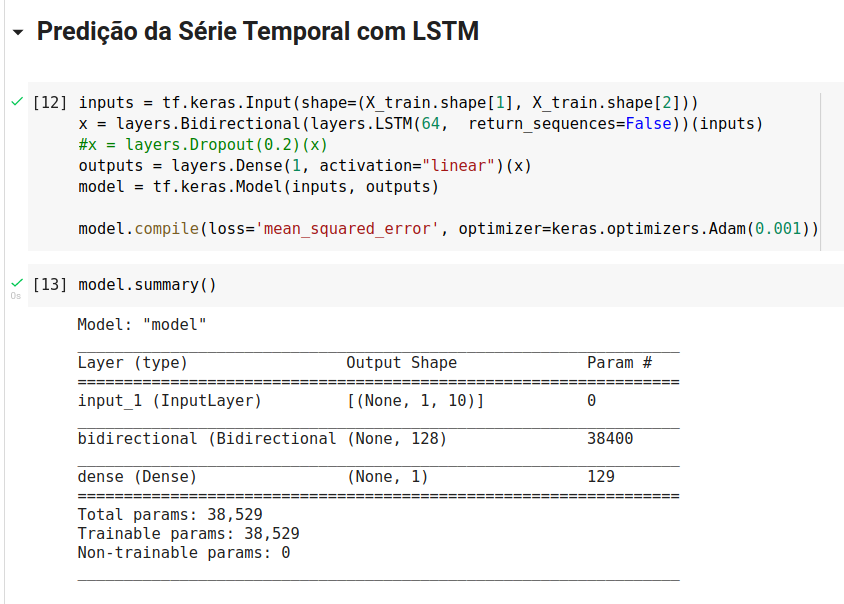 Predição da Série Temporal com LSTM
[12] inputs = tf.keras.Input(shape=(X_train.shape[1], X_train.shape[2]))
x = layers.Bidirectional(layers.LSTM(64,  return_sequences=False))(inputs)
#x = layers.Dropout(0.2)(x)
outputs = layers.Dense(1, activation="linear")(x)
model = tf.keras.Model(inputs, outputs)
model.compile(loss='mean_squared_error', optimizer=keras.optimizers.Adam(0.001))
[13] model.summary()
0s
Model: "model"
_________________________________________________________________
Layer (type)                 Output Shape              Param #
=================================================================
input_1 (InputLayer)         [(None, 1, 10)]           0
_________________________________________________________________
bidirectional (Bidirectional (None, 128)               38400
_________________________________________________________________
dense (Dense)                (None, 1)                 129
=================================================================
Total params: 38,529
Trainable params: 38,529
Non-trainable params: 0
_________________________________________________________________